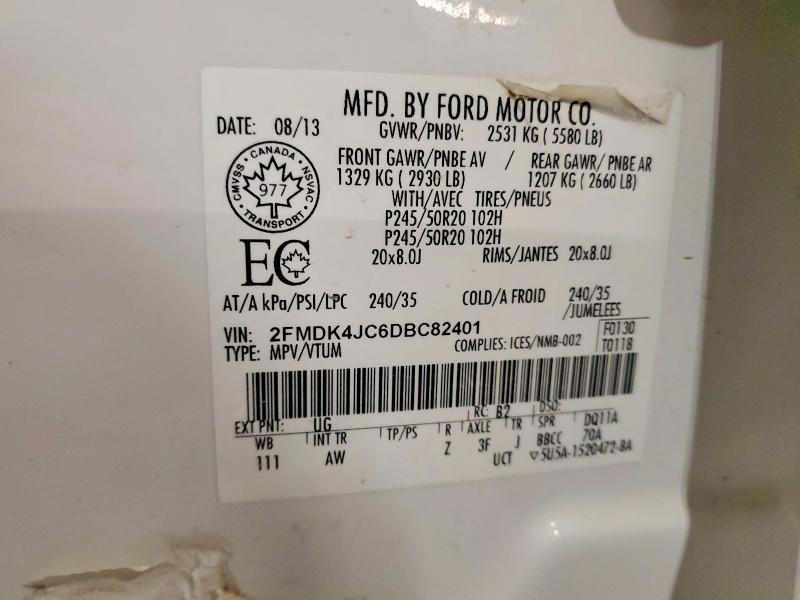 MFD. BY FORD MOTOR CO.
DATE: 08/13
GVWR/PNBV: 2531 KG ( 5580 LB)
FRONT GAWR/PNBE AV / REAR GAWR/ PNBE AR
1329 KG ( 2930 LB) 1207 KG ( 2660 LB)
WITH/AVEC TIRES/PNEUS
P245/50R20 102H
P245/50R20 102H
20x8.0J RIMS/JANTES 20x8.0J
CANADA
CMVSS NSVAC
977
TRANSPORT
EC
AT/A kPa/PSI/LPC 240/35 COLD/A FROID 240/35
/JUMELEES
VIN: 2FMDK4JC6DBC82401
F0130
TYPE: MPV/VTUM COMPLIES: ICES/NMB-002 T0118
EXT PNT: UG RC: B2 DSO:
WB INT TR TP/PS R AXLE TR SPR DQ11A
111 AW Z 3F J BBCC 70A
UCT ▽5U5A-1520472-BA